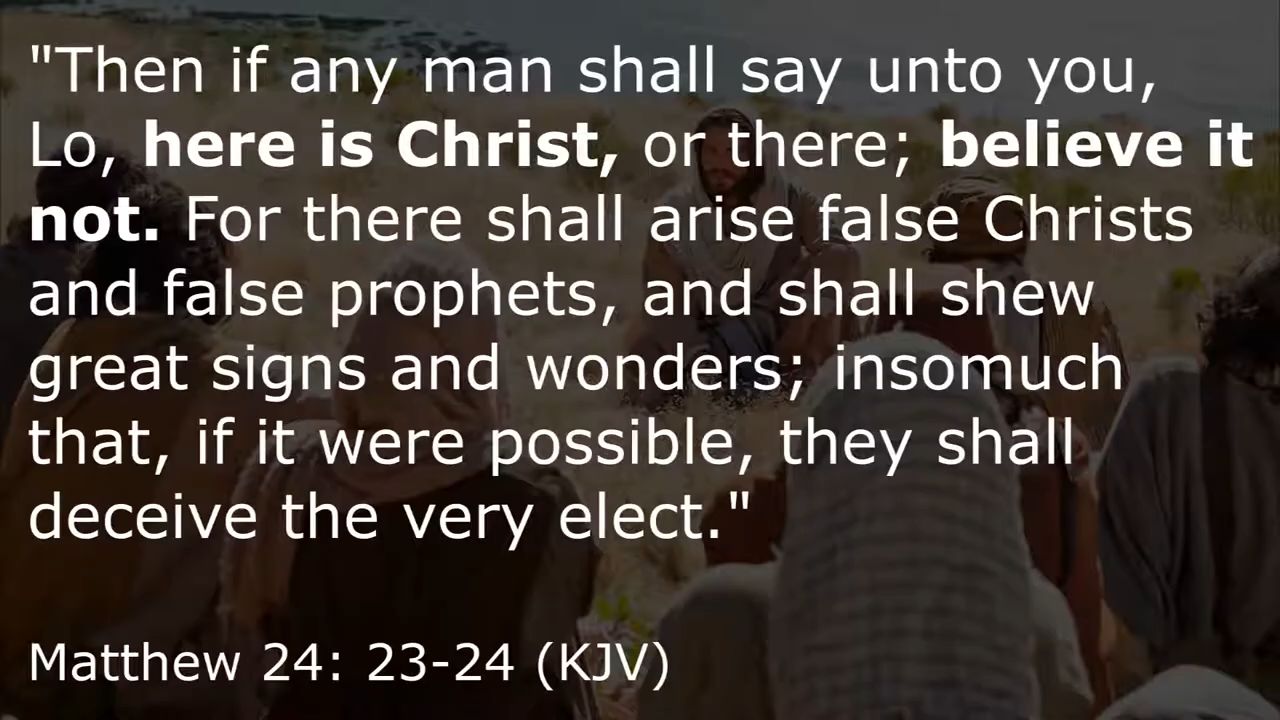 "Then if any man shall say unto you,
Lo, here is Christ, or there; believe it
not. For there shall arise false Christs
and false prophets, and shall shew
great signs and wonders; insomuch
that, if it were possible, they shall
deceive the very elect."
Matthew 24: 23-24 (KJV)